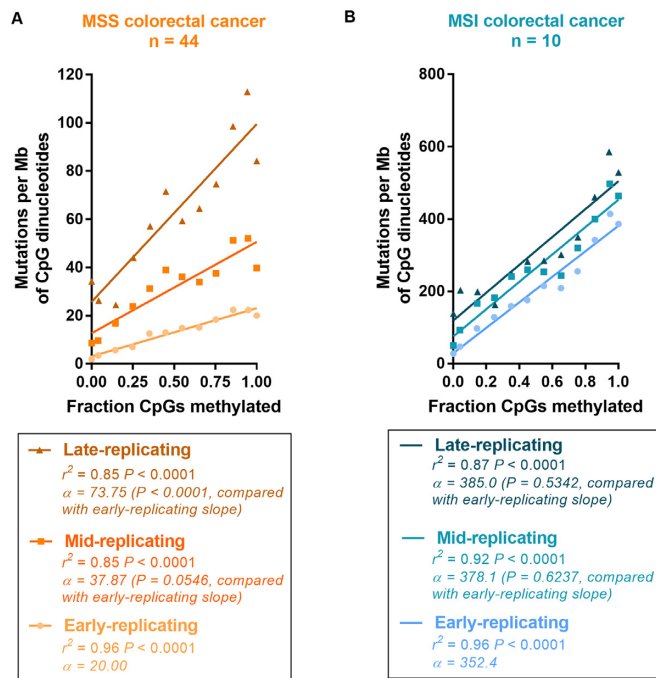 A
MSS colorectal cancer
n = 44
120
100
80
60
40
20
0
Mutations per Mb
of CpG dinucleotides
0.00
0.25
0.50
0.75
1.00
Fraction CpGs methylated
Late-replicating
r² = 0.85 P < 0.0001
α = 73.75 (P < 0.0001, compared
with early-replicating slope)
Mid-replicating
r² = 0.85 P < 0.0001
α = 37.87 (P = 0.0546, compared
with early-replicating slope)
Early-replicating
r² = 0.96 P < 0.0001
α = 20.00
B
MSI colorectal cancer
n = 10
800
600
400
200
0
Mutations per Mb
of CpG dinucleotides
0.0
0.2
0.4
0.6
0.8
1.0
Fraction CpGs methylated
Late-replicating
r² = 0.87 P < 0.0001
α = 385.0 (P = 0.5342, compared
with early-replicating slope)
Mid-replicating
r² = 0.92 P < 0.0001
α = 378.1 (P = 0.6237, compared
with early-replicating slope)
Early-replicating
r² = 0.96 P < 0.0001
α = 352.4